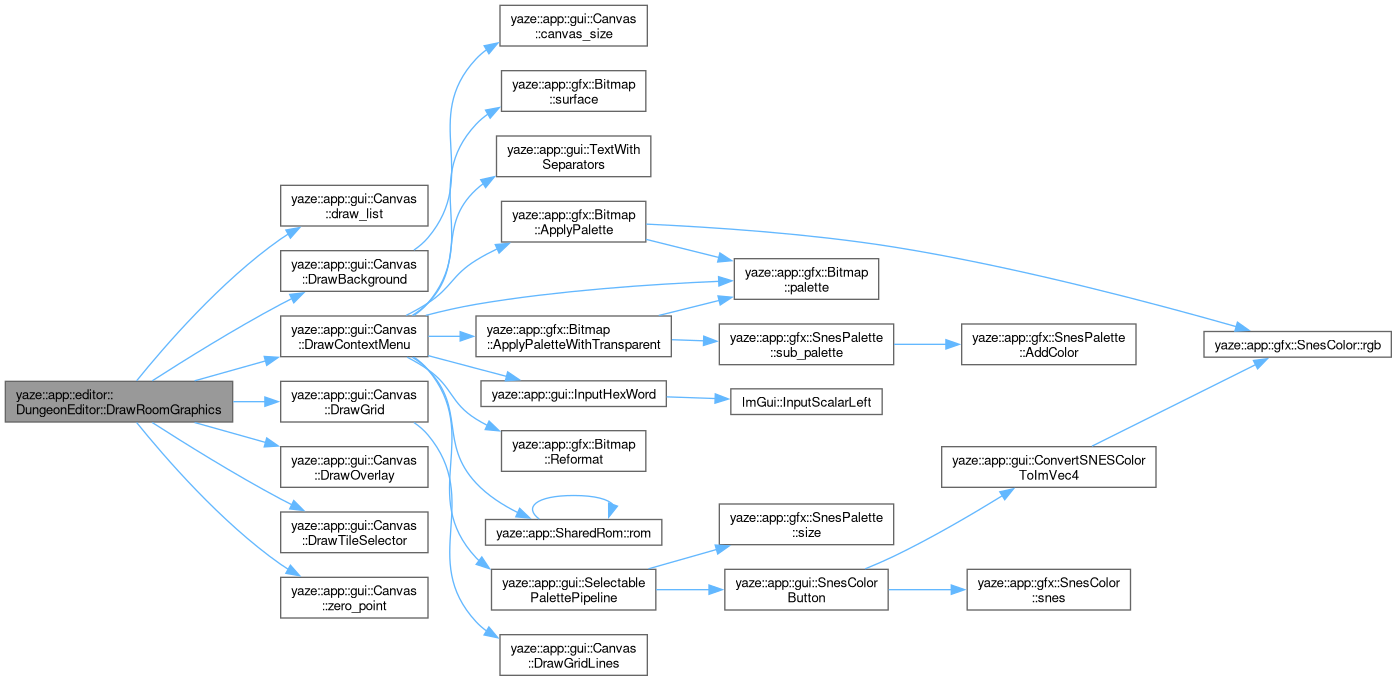 yaze::app::editor::
DungeonEditor::DrawRoomGraphics
yaze::app::gui::Canvas
::draw_list
yaze::app::gui::Canvas
::DrawBackground
yaze::app::gui::Canvas
::DrawContextMenu
yaze::app::gui::Canvas
::DrawGrid
yaze::app::gui::Canvas
::DrawOverlay
yaze::app::gui::Canvas
::DrawTileSelector
yaze::app::gui::Canvas
::zero_point
yaze::app::gui::Canvas
::canvas_size
yaze::app::gfx::Bitmap
::surface
yaze::app::gui::TextWith
Separators
yaze::app::gfx::Bitmap
::ApplyPalette
yaze::app::gfx::Bitmap
::ApplyPaletteWithTransparent
yaze::app::gui::InputHexWord
yaze::app::gfx::Bitmap
::Reformat
yaze::app::SharedRom::rom
yaze::app::gui::Selectable
PalettePipeline
yaze::app::gui::Canvas
::DrawGridLines
yaze::app::gfx::Bitmap
::palette
yaze::app::gfx::SnesPalette
::sub_palette
ImGui::InputScalarLeft
yaze::app::gfx::SnesPalette
::size
yaze::app::gui::SnesColor
Button
yaze::app::gfx::SnesPalette
::AddColor
yaze::app::gui::ConvertSNESColor
ToImVec4
yaze::app::gfx::SnesColor
::snes
yaze::app::gfx::SnesColor::rgb